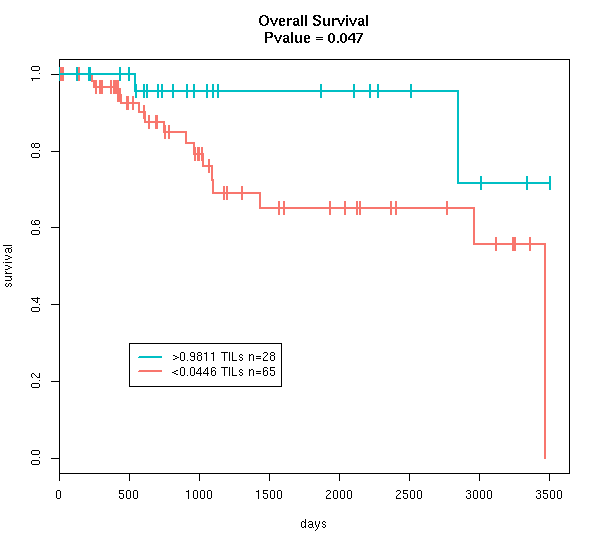 Overall Survival
Pvalue = 0.047
1.0
0.8
0.6
0.4
0.2
0.0
survival
>0.9811 TILs n=28
<0.0446 TILs n=65
0 500 1000 1500 2000 2500 3000 3500
days